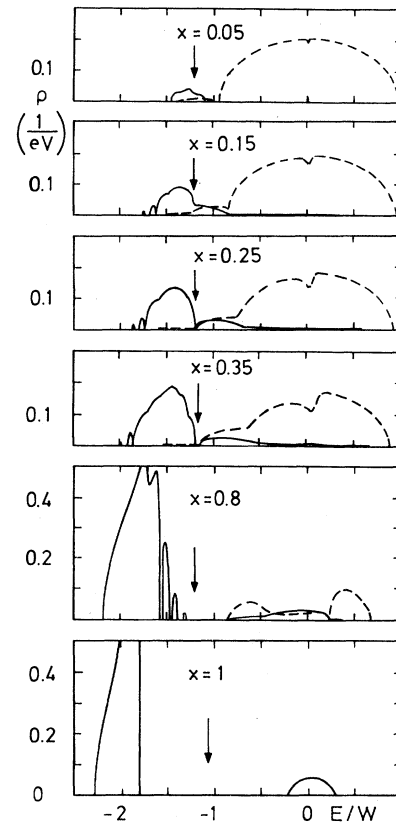 x = 0.05
0.1
ρ
(1/eV)
x = 0.15
0.1
x = 0.25
0.1
x = 0.35
0.1
x = 0.8
0.4
0.2
x = 1
0.4
0.2
0
-2 -1 0 E/W